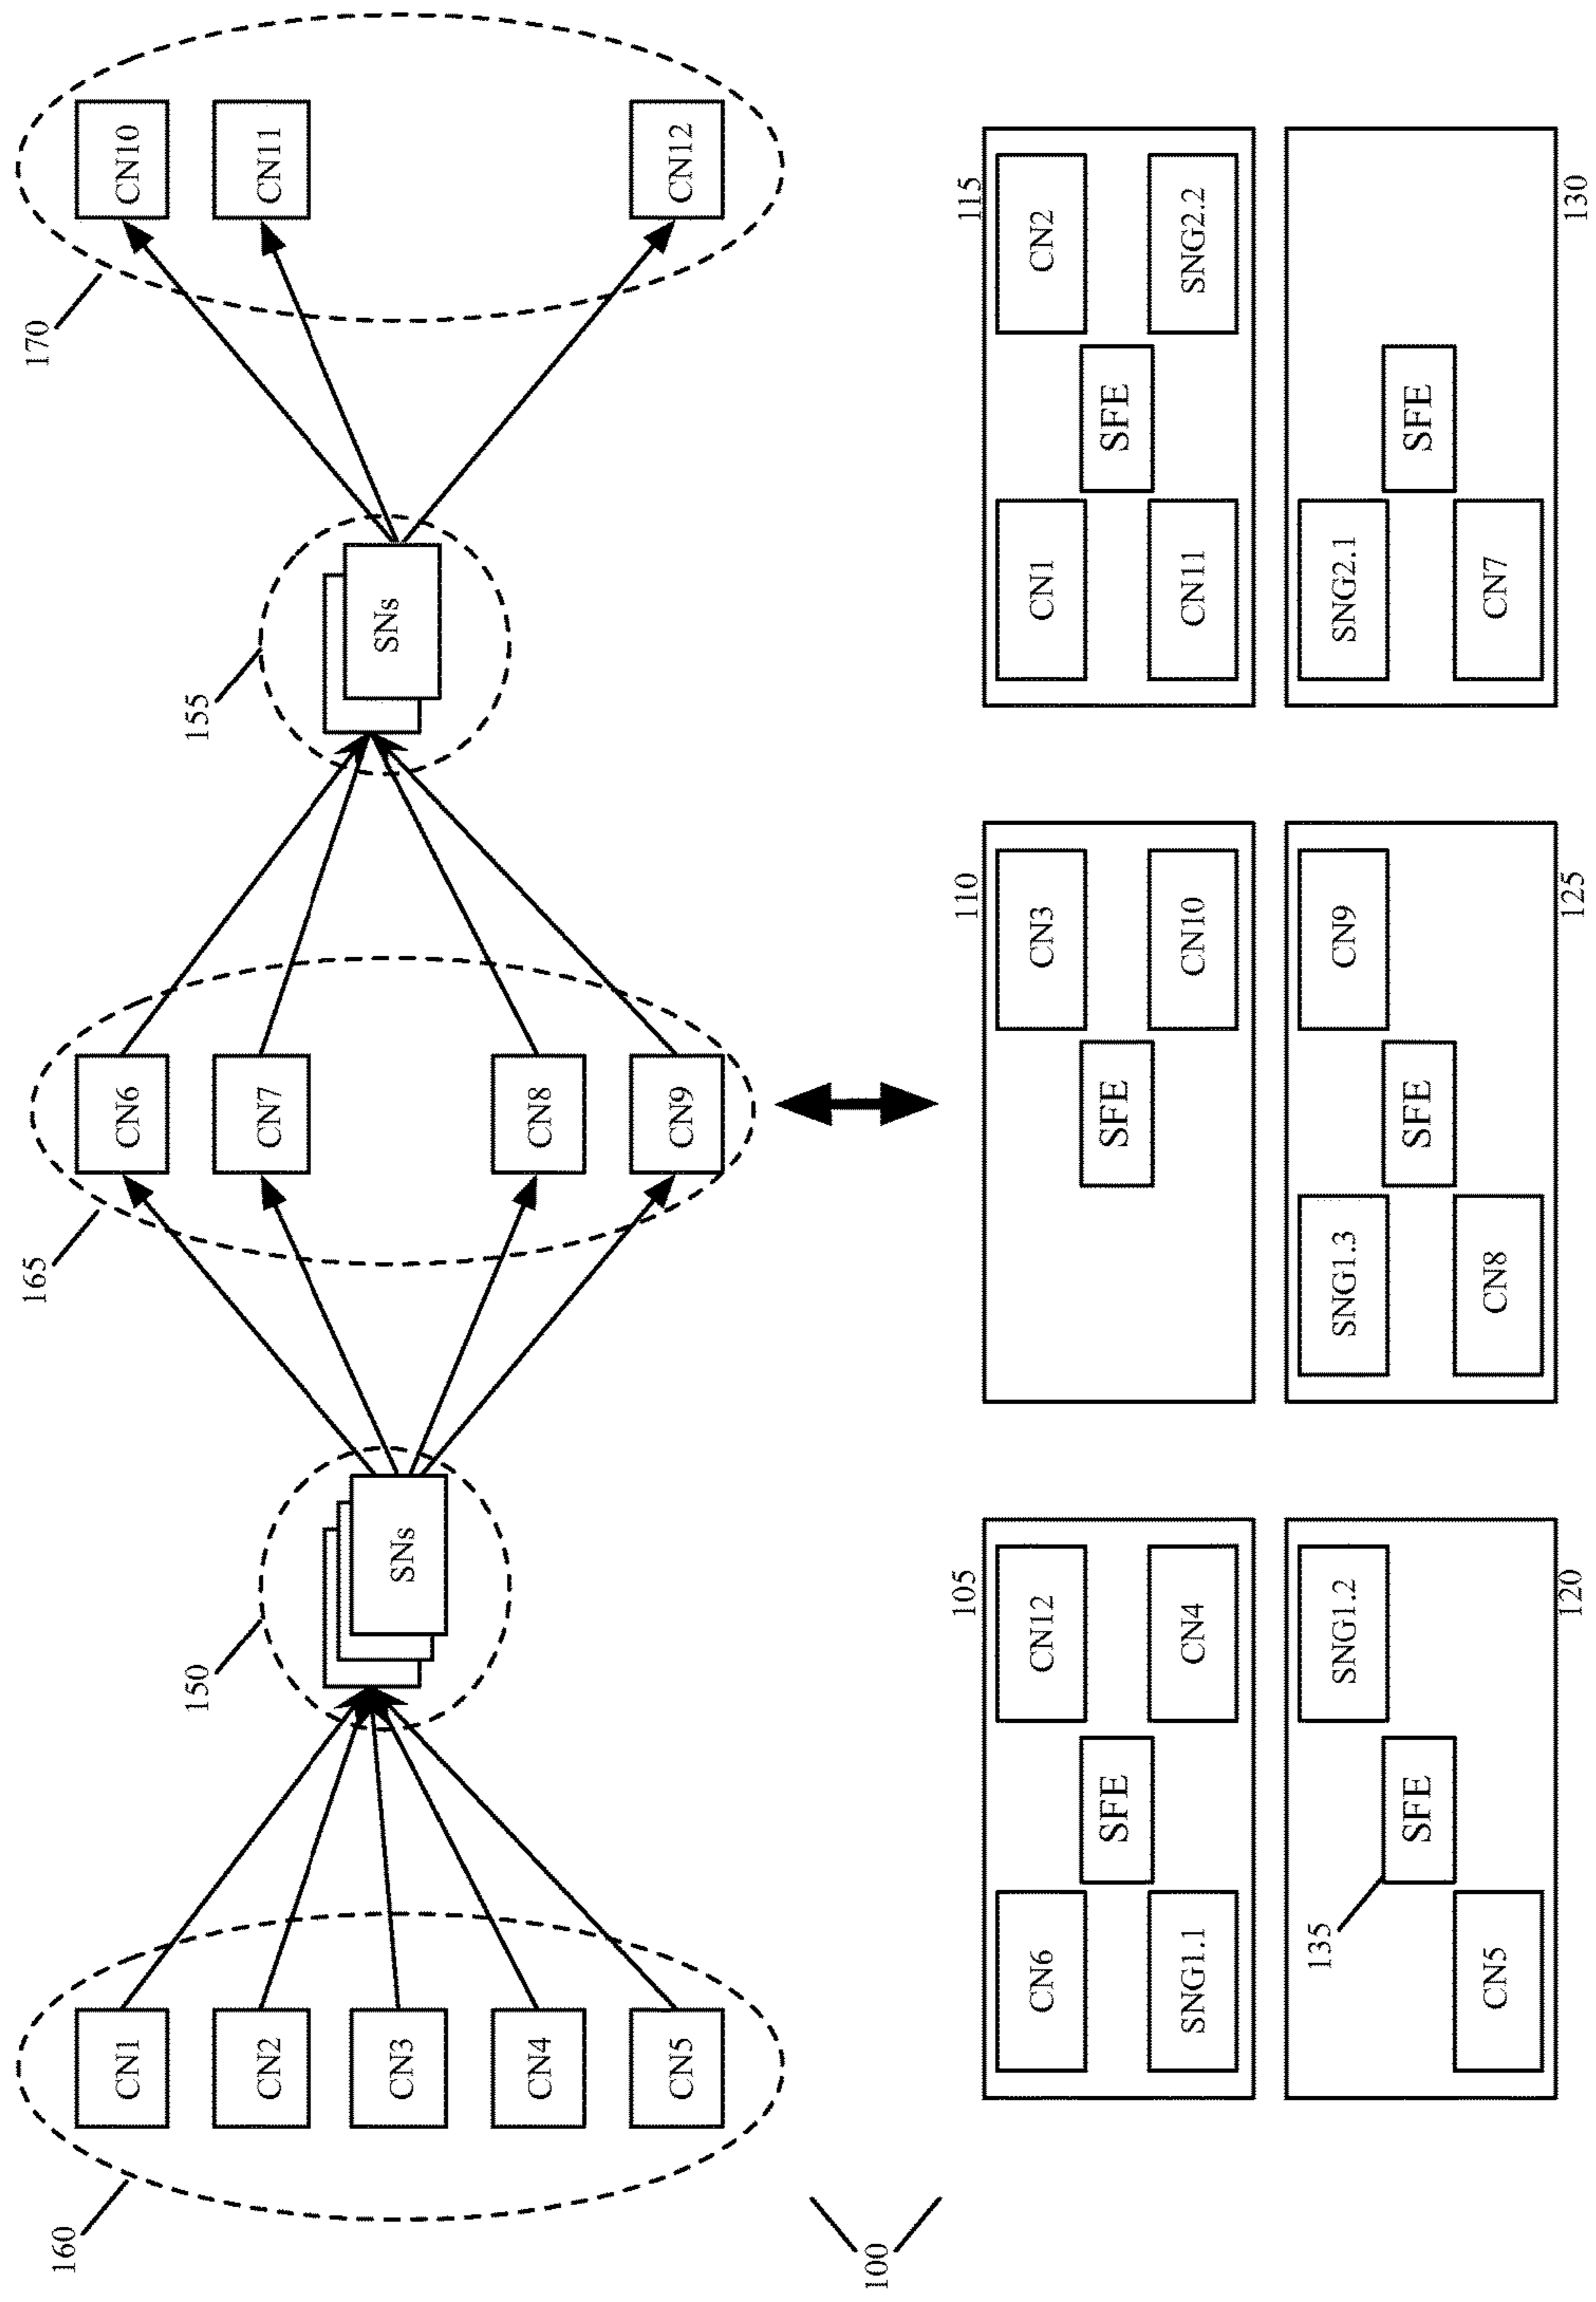 160
165
170
CN1
CN6
CN10
CN2
CN7
CN11
150
155
CN3
SNs
SNs
CN4
CN8
CN5
CN9
CN12
100
105
110
115
CN6
CN12
CN3
CN1
CN2
SFE
SFE
SFE
SNG1.1
CN4
CN10
CN11
SNG2.2
135
SNG1.2
SNG1.3
CN9
SNG2.1
SFE
SFE
SFE
CN5
CN8
CN7
120
125
130